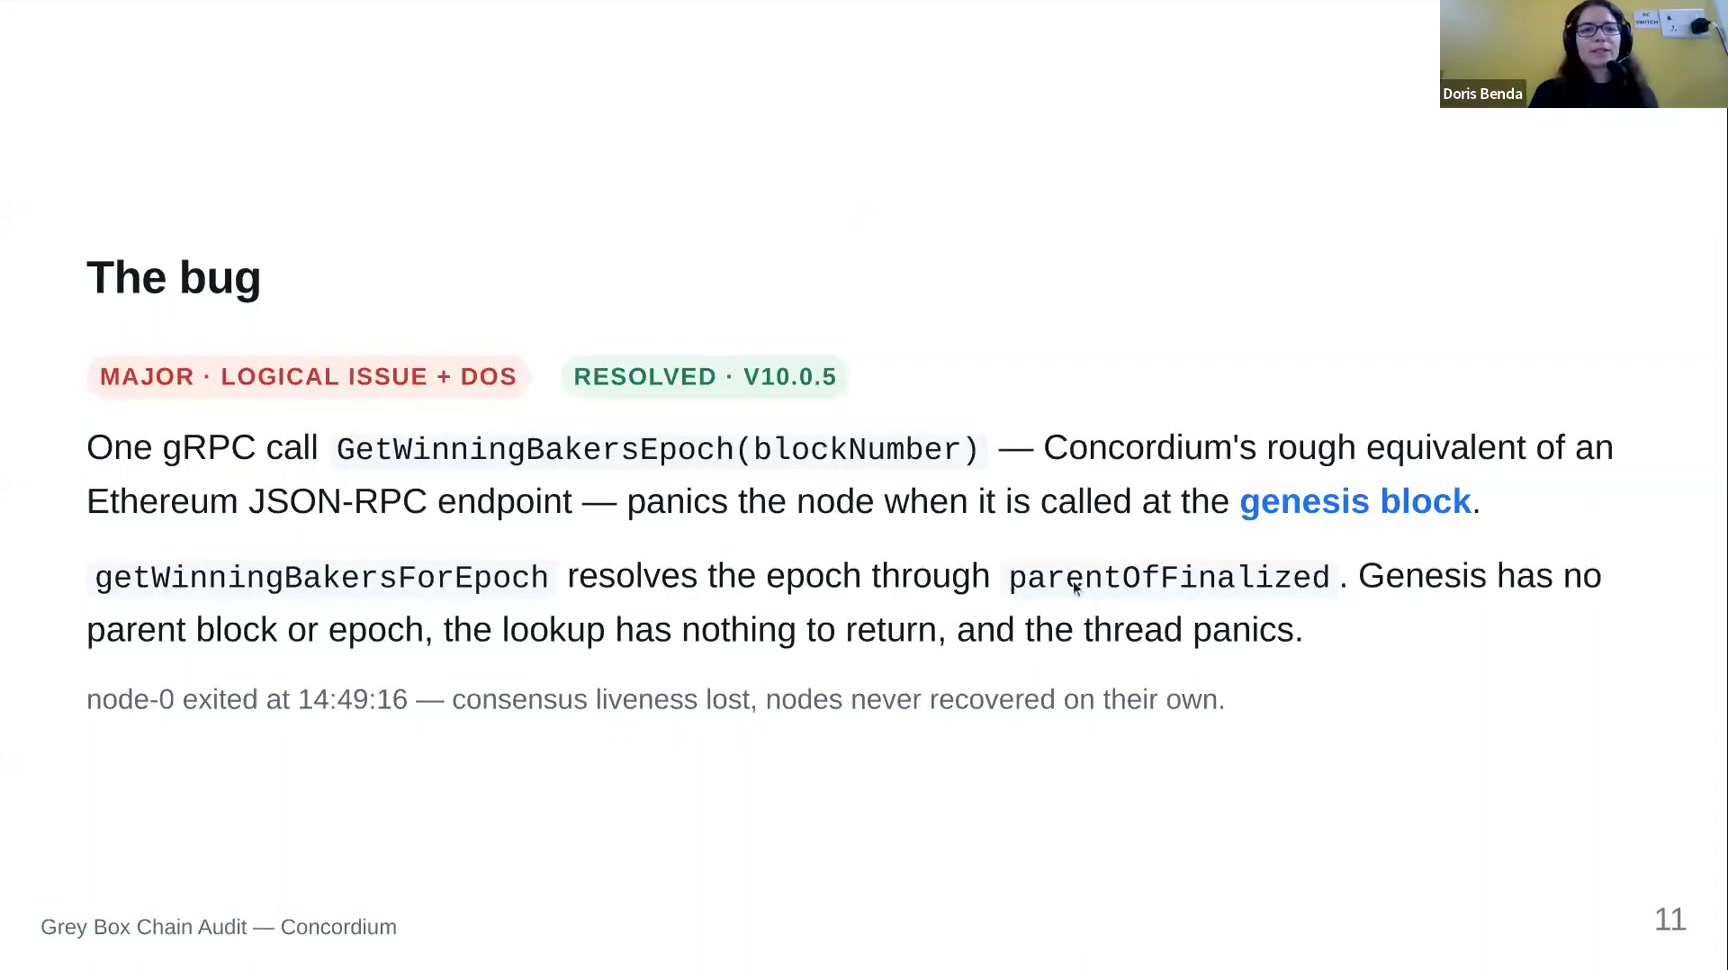 Doris Benda
The bug
MAJOR · LOGICAL ISSUE + DOS
RESOLVED · V10.0.5
One gRPC call GetWinningBakersEpoch(blockNumber) — Concordium's rough equivalent of an
Ethereum JSON-RPC endpoint — panics the node when it is called at the genesis block.
getWinningBakersForEpoch resolves the epoch through parentOfFinalized. Genesis has no
parent block or epoch, the lookup has nothing to return, and the thread panics.
node-0 exited at 14:49:16 — consensus liveness lost, nodes never recovered on their own.
Grey Box Chain Audit — Concordium
11